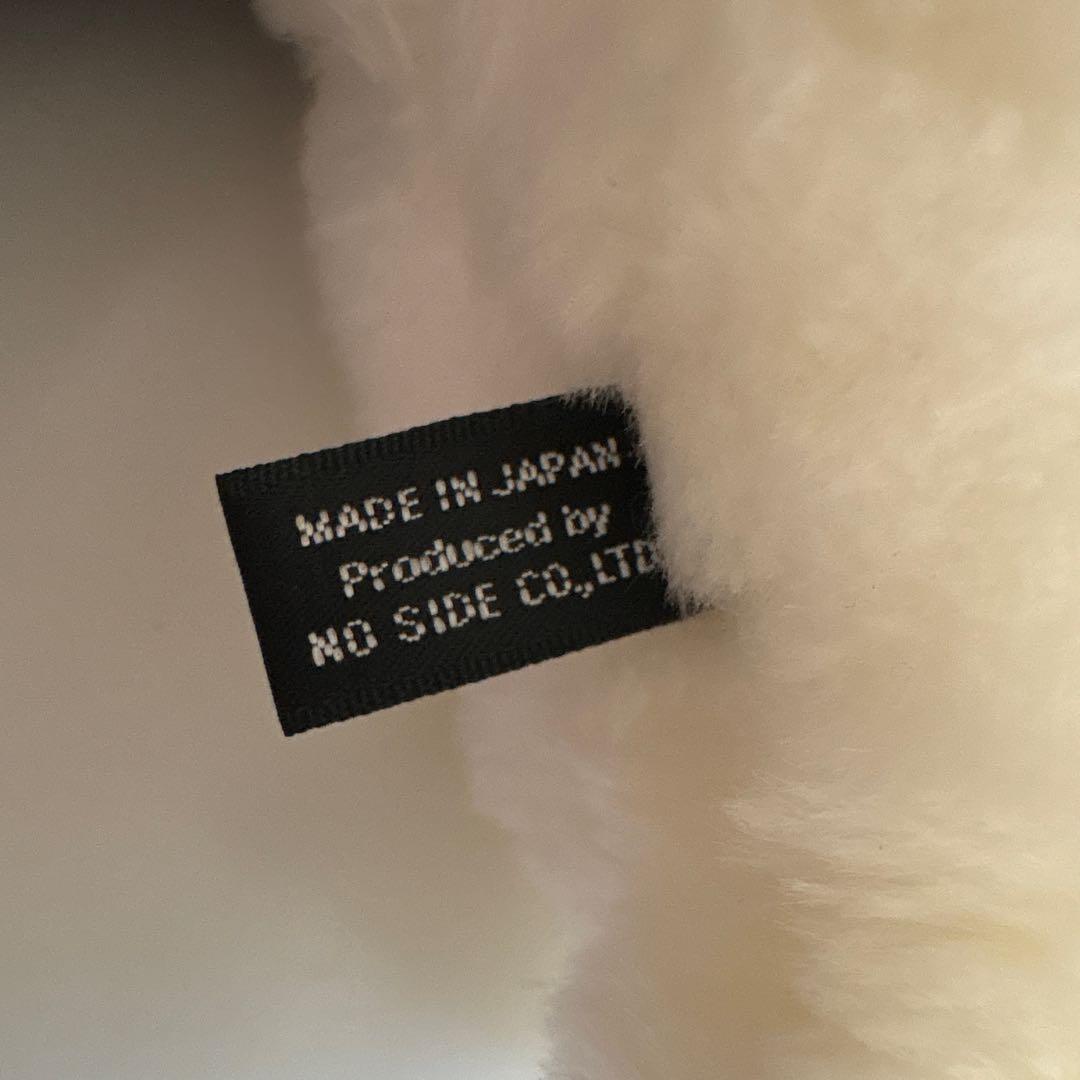 MADE IN JAPAN
Produced by
NO SIDE CO.,LTD